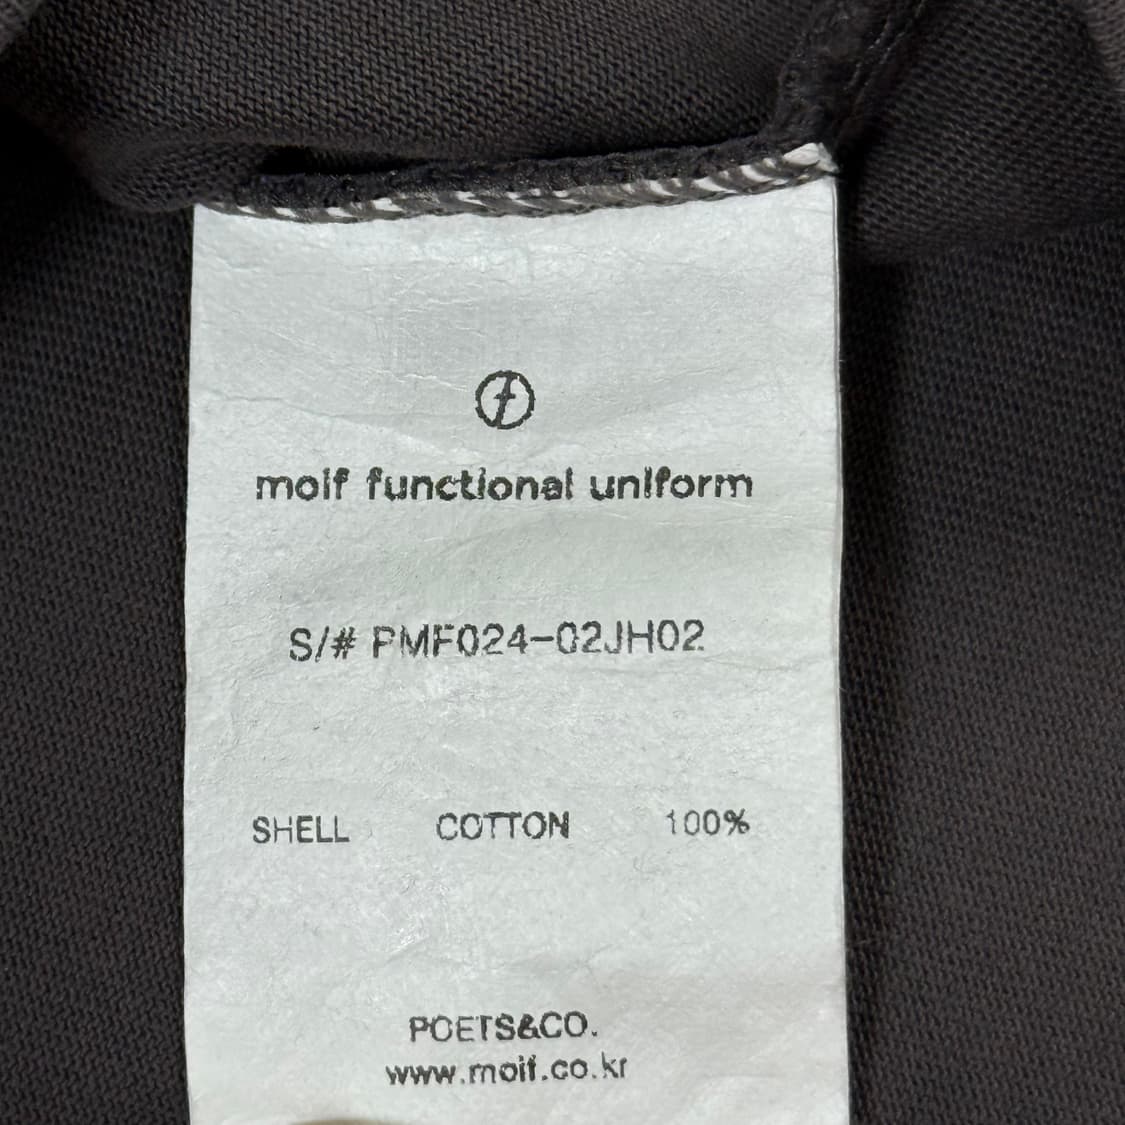 moif functional uniform
S/# PMF024-02JH02
SHELL COTTON 100%
POETS&CO.
www.moif.co.kr